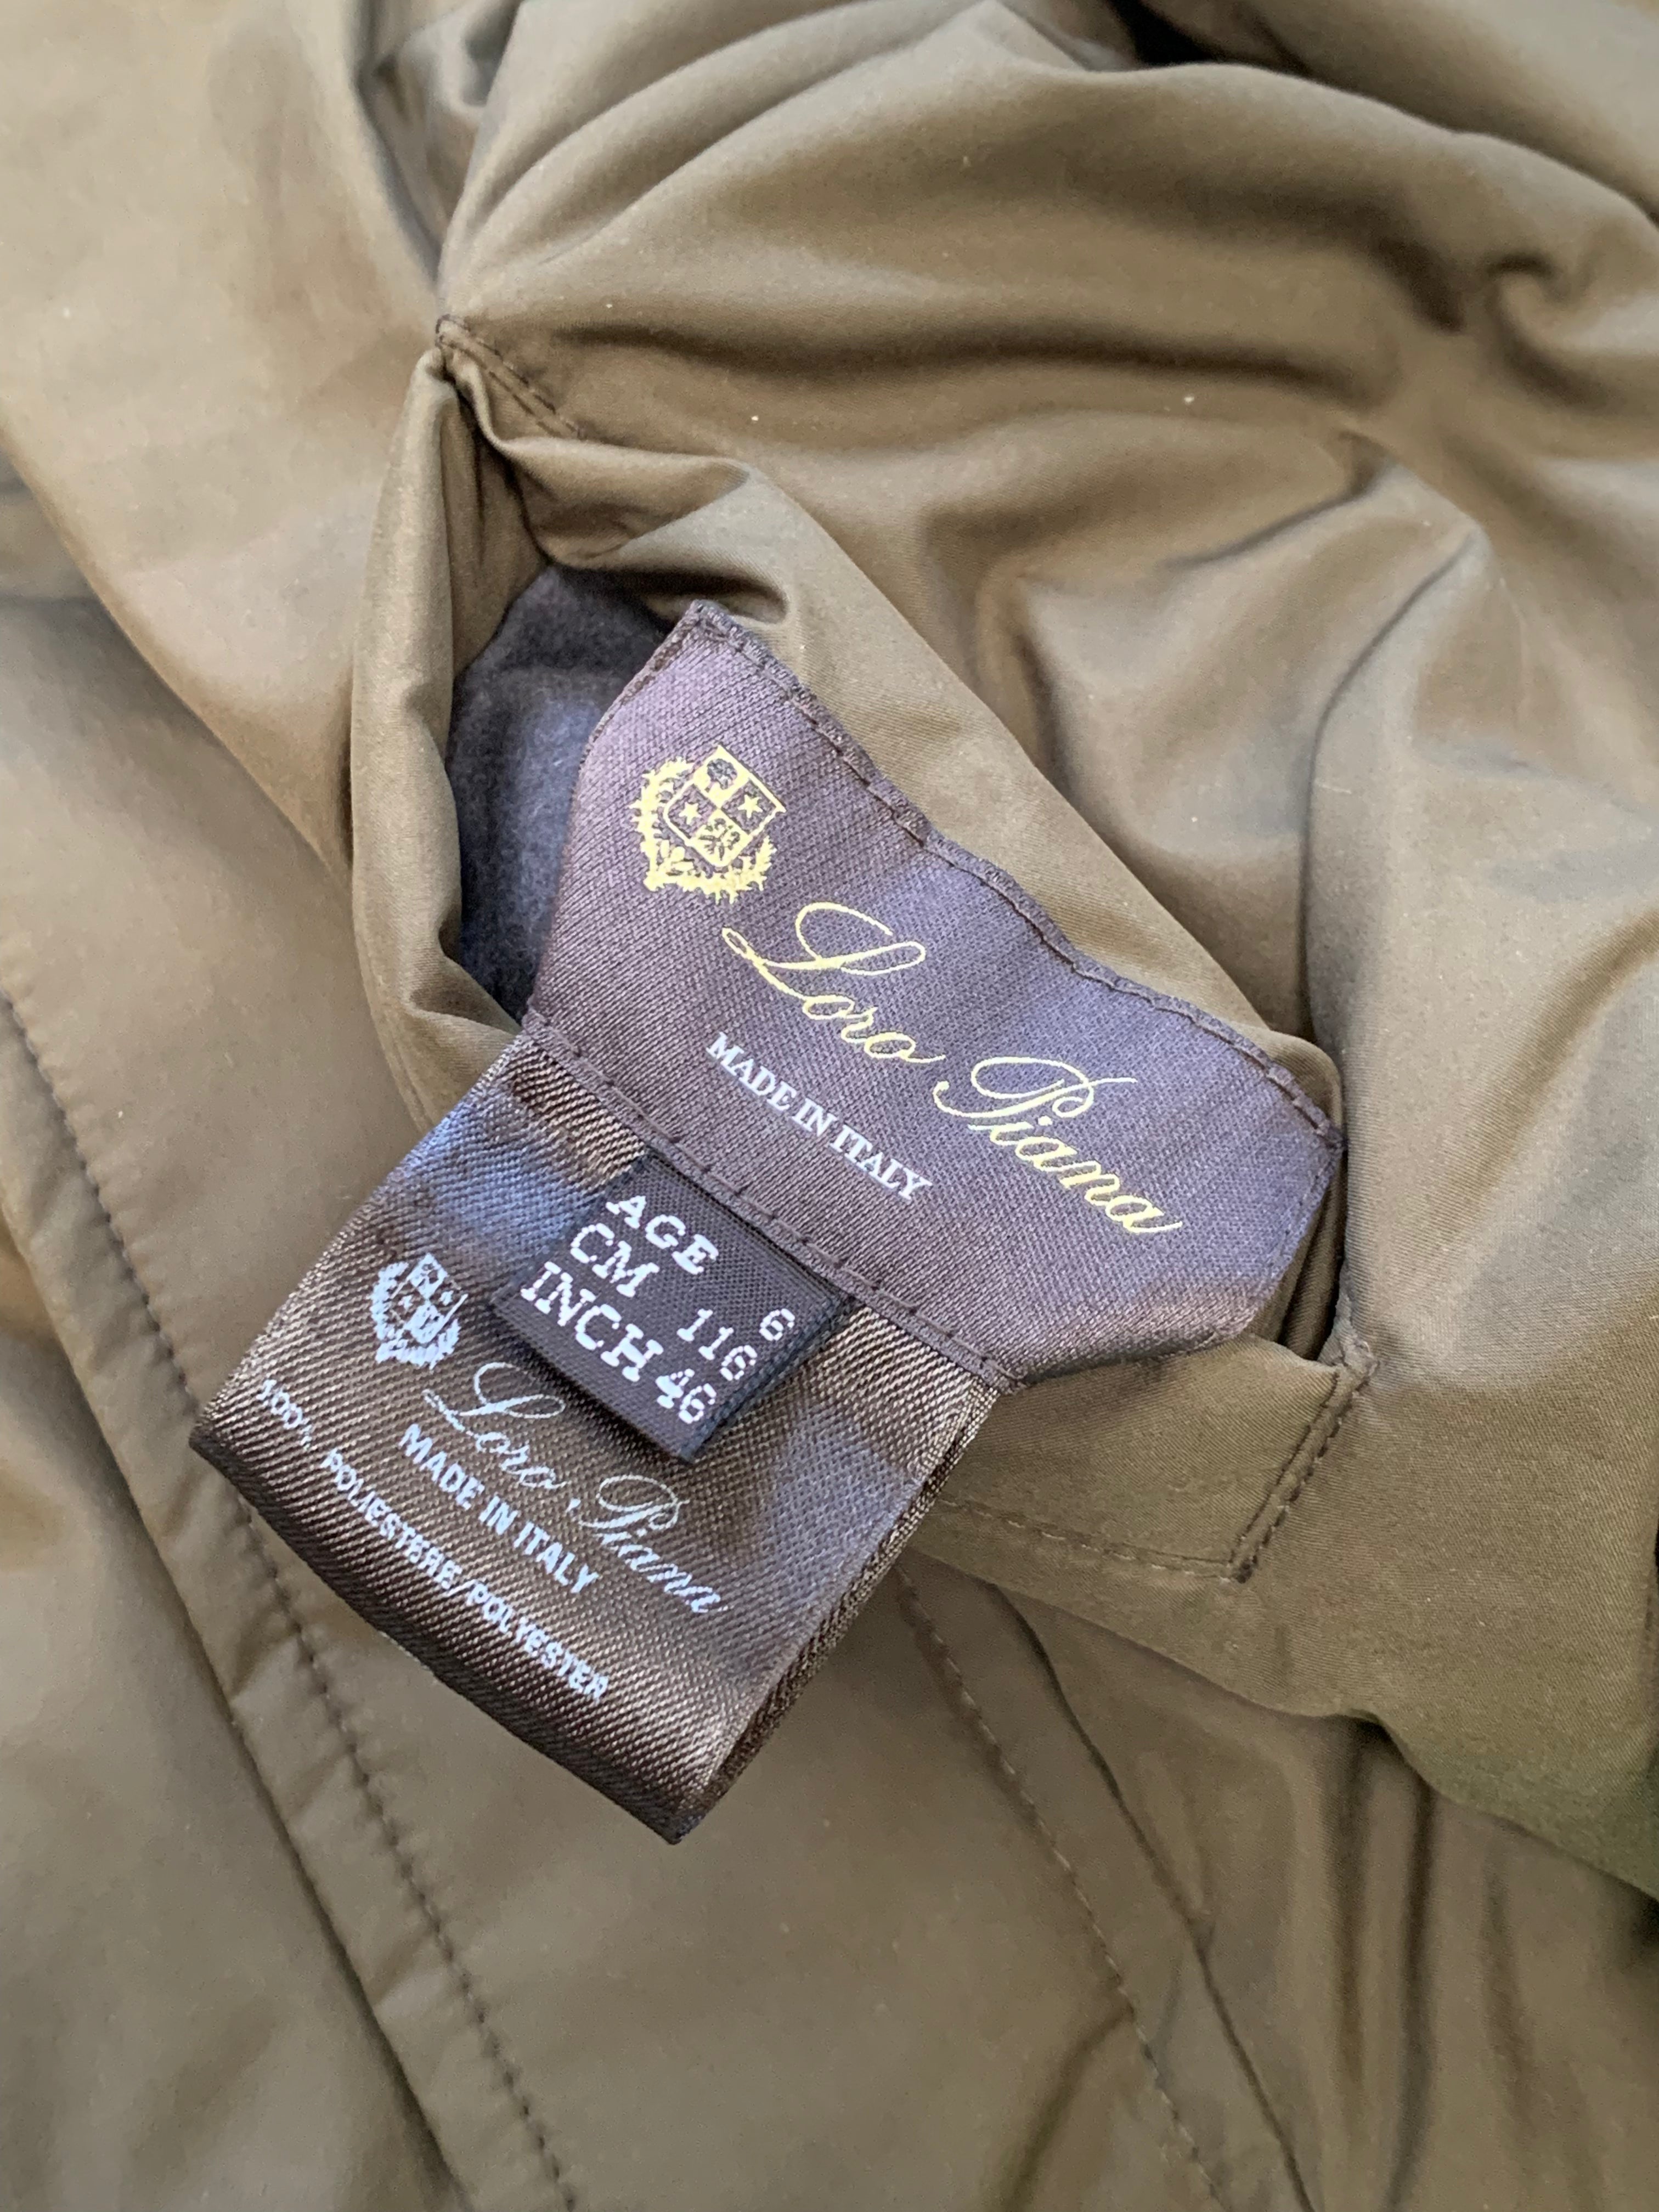 Loro Piana
MADE IN ITALY
AGE 6
CM 116
INCH 46
Loro Piana
MADE IN ITALY
100% POLIESTERE/POLYESTER